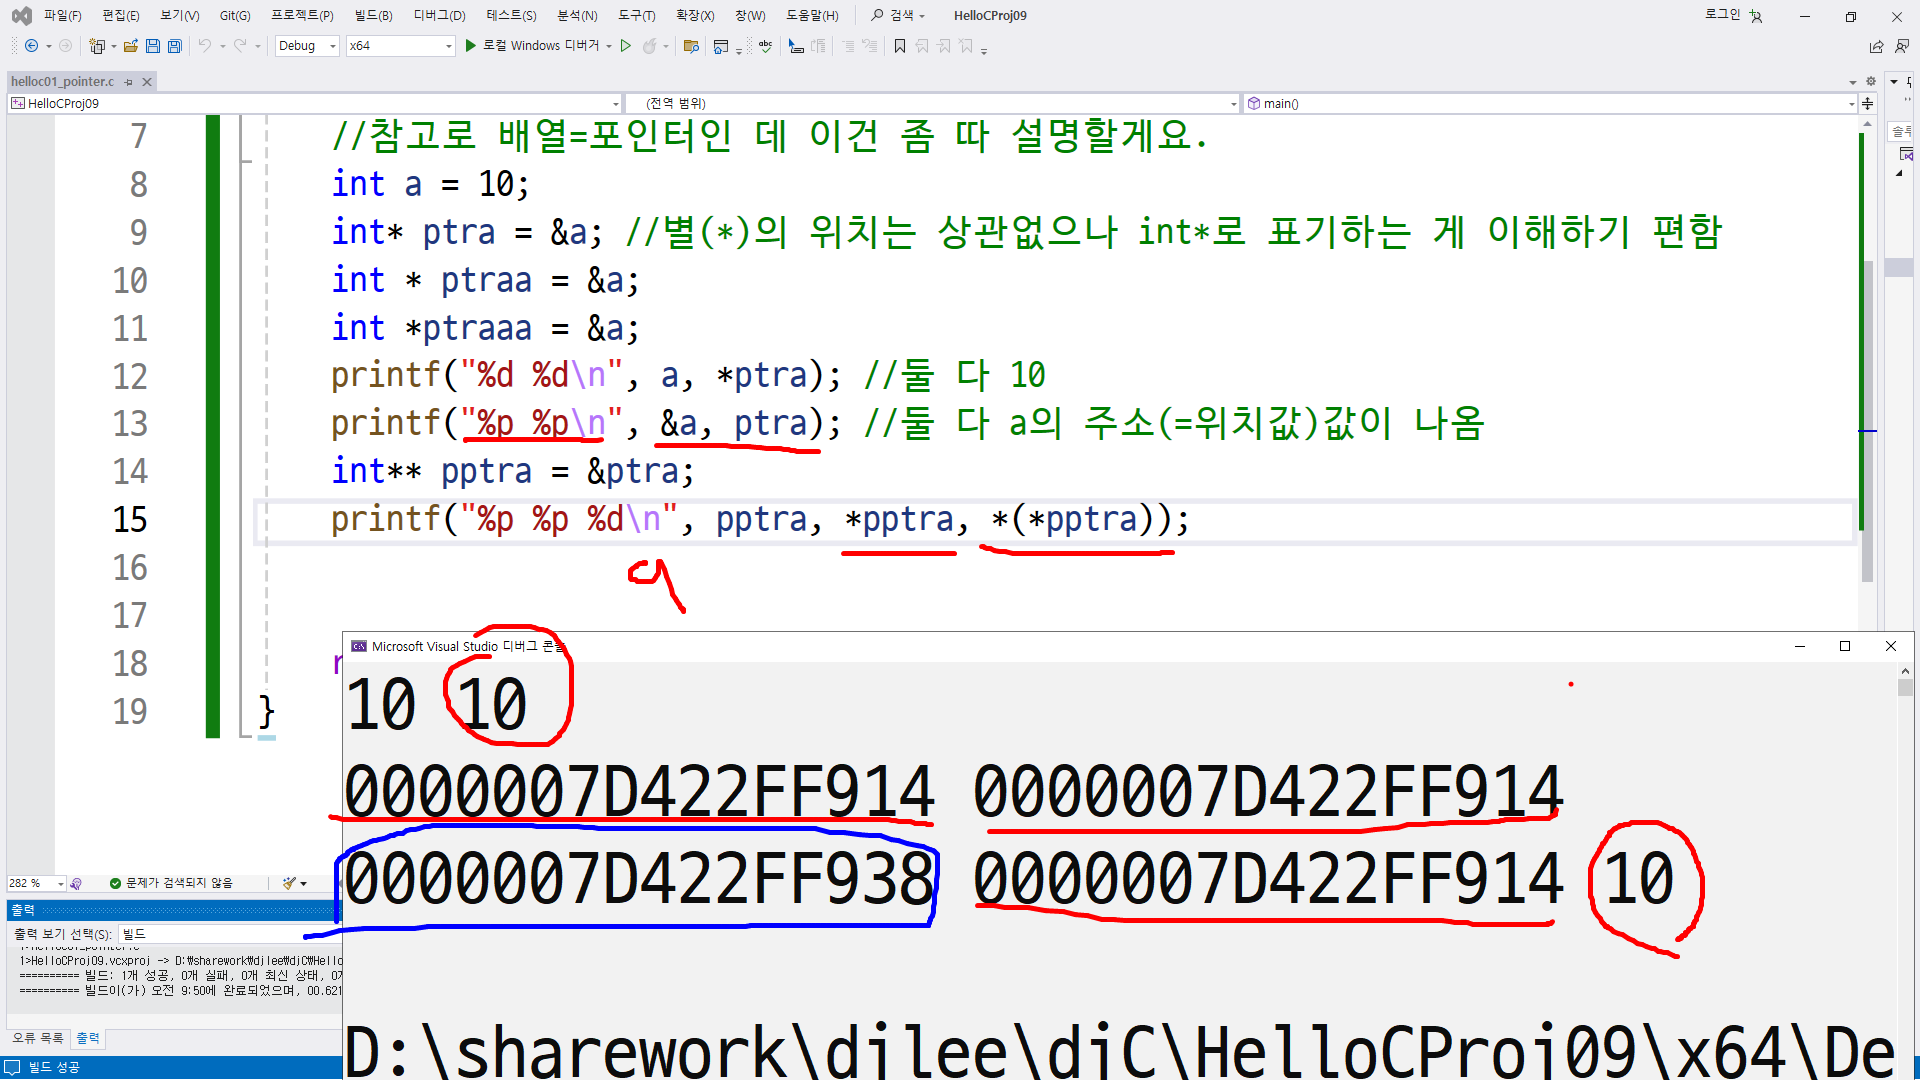 파일(F) 편집(E) 보기(V) Git(G) 프로젝트(P) 빌드(B) 디버그(D) 테스트(S) 분석(N) 도구(T) 확장(X) 창(W) 도움말(H) 검색 HelloCProj09 로그인
Debug x64 로컬 Windows 디버거
helloc01_pointer.c
HelloCProj09 (전역 범위) main()
솔루
7 //참고로 배열=포인터인 데 이건 좀 따 설명할게요.
8 int a = 10;
9 int* ptra = &a; //별(*)의 위치는 상관없으나 int*로 표기하는 게 이해하기 편함
10 int * ptraa = &a;
11 int *ptraaa = &a;
12 printf("%d %d\n", a, *ptra); //둘 다 10
13 printf("%p %p\n", &a, ptra); //둘 다 a의 주소(=위치값)값이 나옴
14 int** pptra = &ptra;
15 printf("%p %p %d\n", pptra, *pptra, *(*pptra));
16
a
17
18 r
19 }
Microsoft Visual Studio 디버그 콘솔
10 10
0000007D422FF914 0000007D422FF914
0000007D422FF938 0000007D422FF914 10
D:\sharework\djlee\djC\HelloCProj09\x64\De
282 % 문제가 검색되지 않음
출력
출력 보기 선택(S): 빌드
1>helloc01_pointer.c
1>HelloCProj09.vcxproj -> D:\sharework\djlee\djC\Hello
========== 빌드: 1개 성공, 0개 실패, 0개 최신 상태, 0개
========== 빌드이(가) 오전 9:50에 완료되었으며, 00.621
오류 목록 출력
빌드 성공